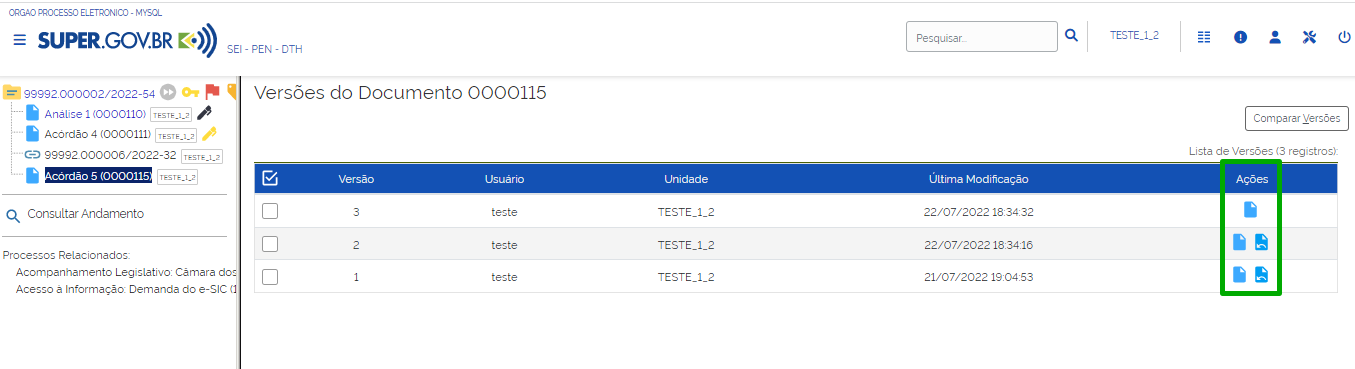 ORGAO PROCESSO ELETRONICO - MYSQL
SUPER.GOV.BR
SEI - PEN - DTH
Pesquisar...
TESTE_1_2
99992.000002/2022-54
Análise 1 (0000110) TESTE_1_2
Acórdão 4 (0000111) TESTE_1_2
99992.000006/2022-32 TESTE_1_2
Acórdão 5 (0000115) TESTE_1_2
Consultar Andamento
Processos Relacionados:
Acompanhamento Legislativo: Câmara dos
Acesso à Informação: Demanda do e-SIC (1
Versões do Documento 0000115
Comparar Versões
Lista de Versões (3 registros):
Versão Usuário Unidade Última Modificação Ações
3 teste TESTE_1_2 22/07/2022 18:34:32
2 teste TESTE_1_2 22/07/2022 18:34:16
1 teste TESTE_1_2 21/07/2022 19:04:53